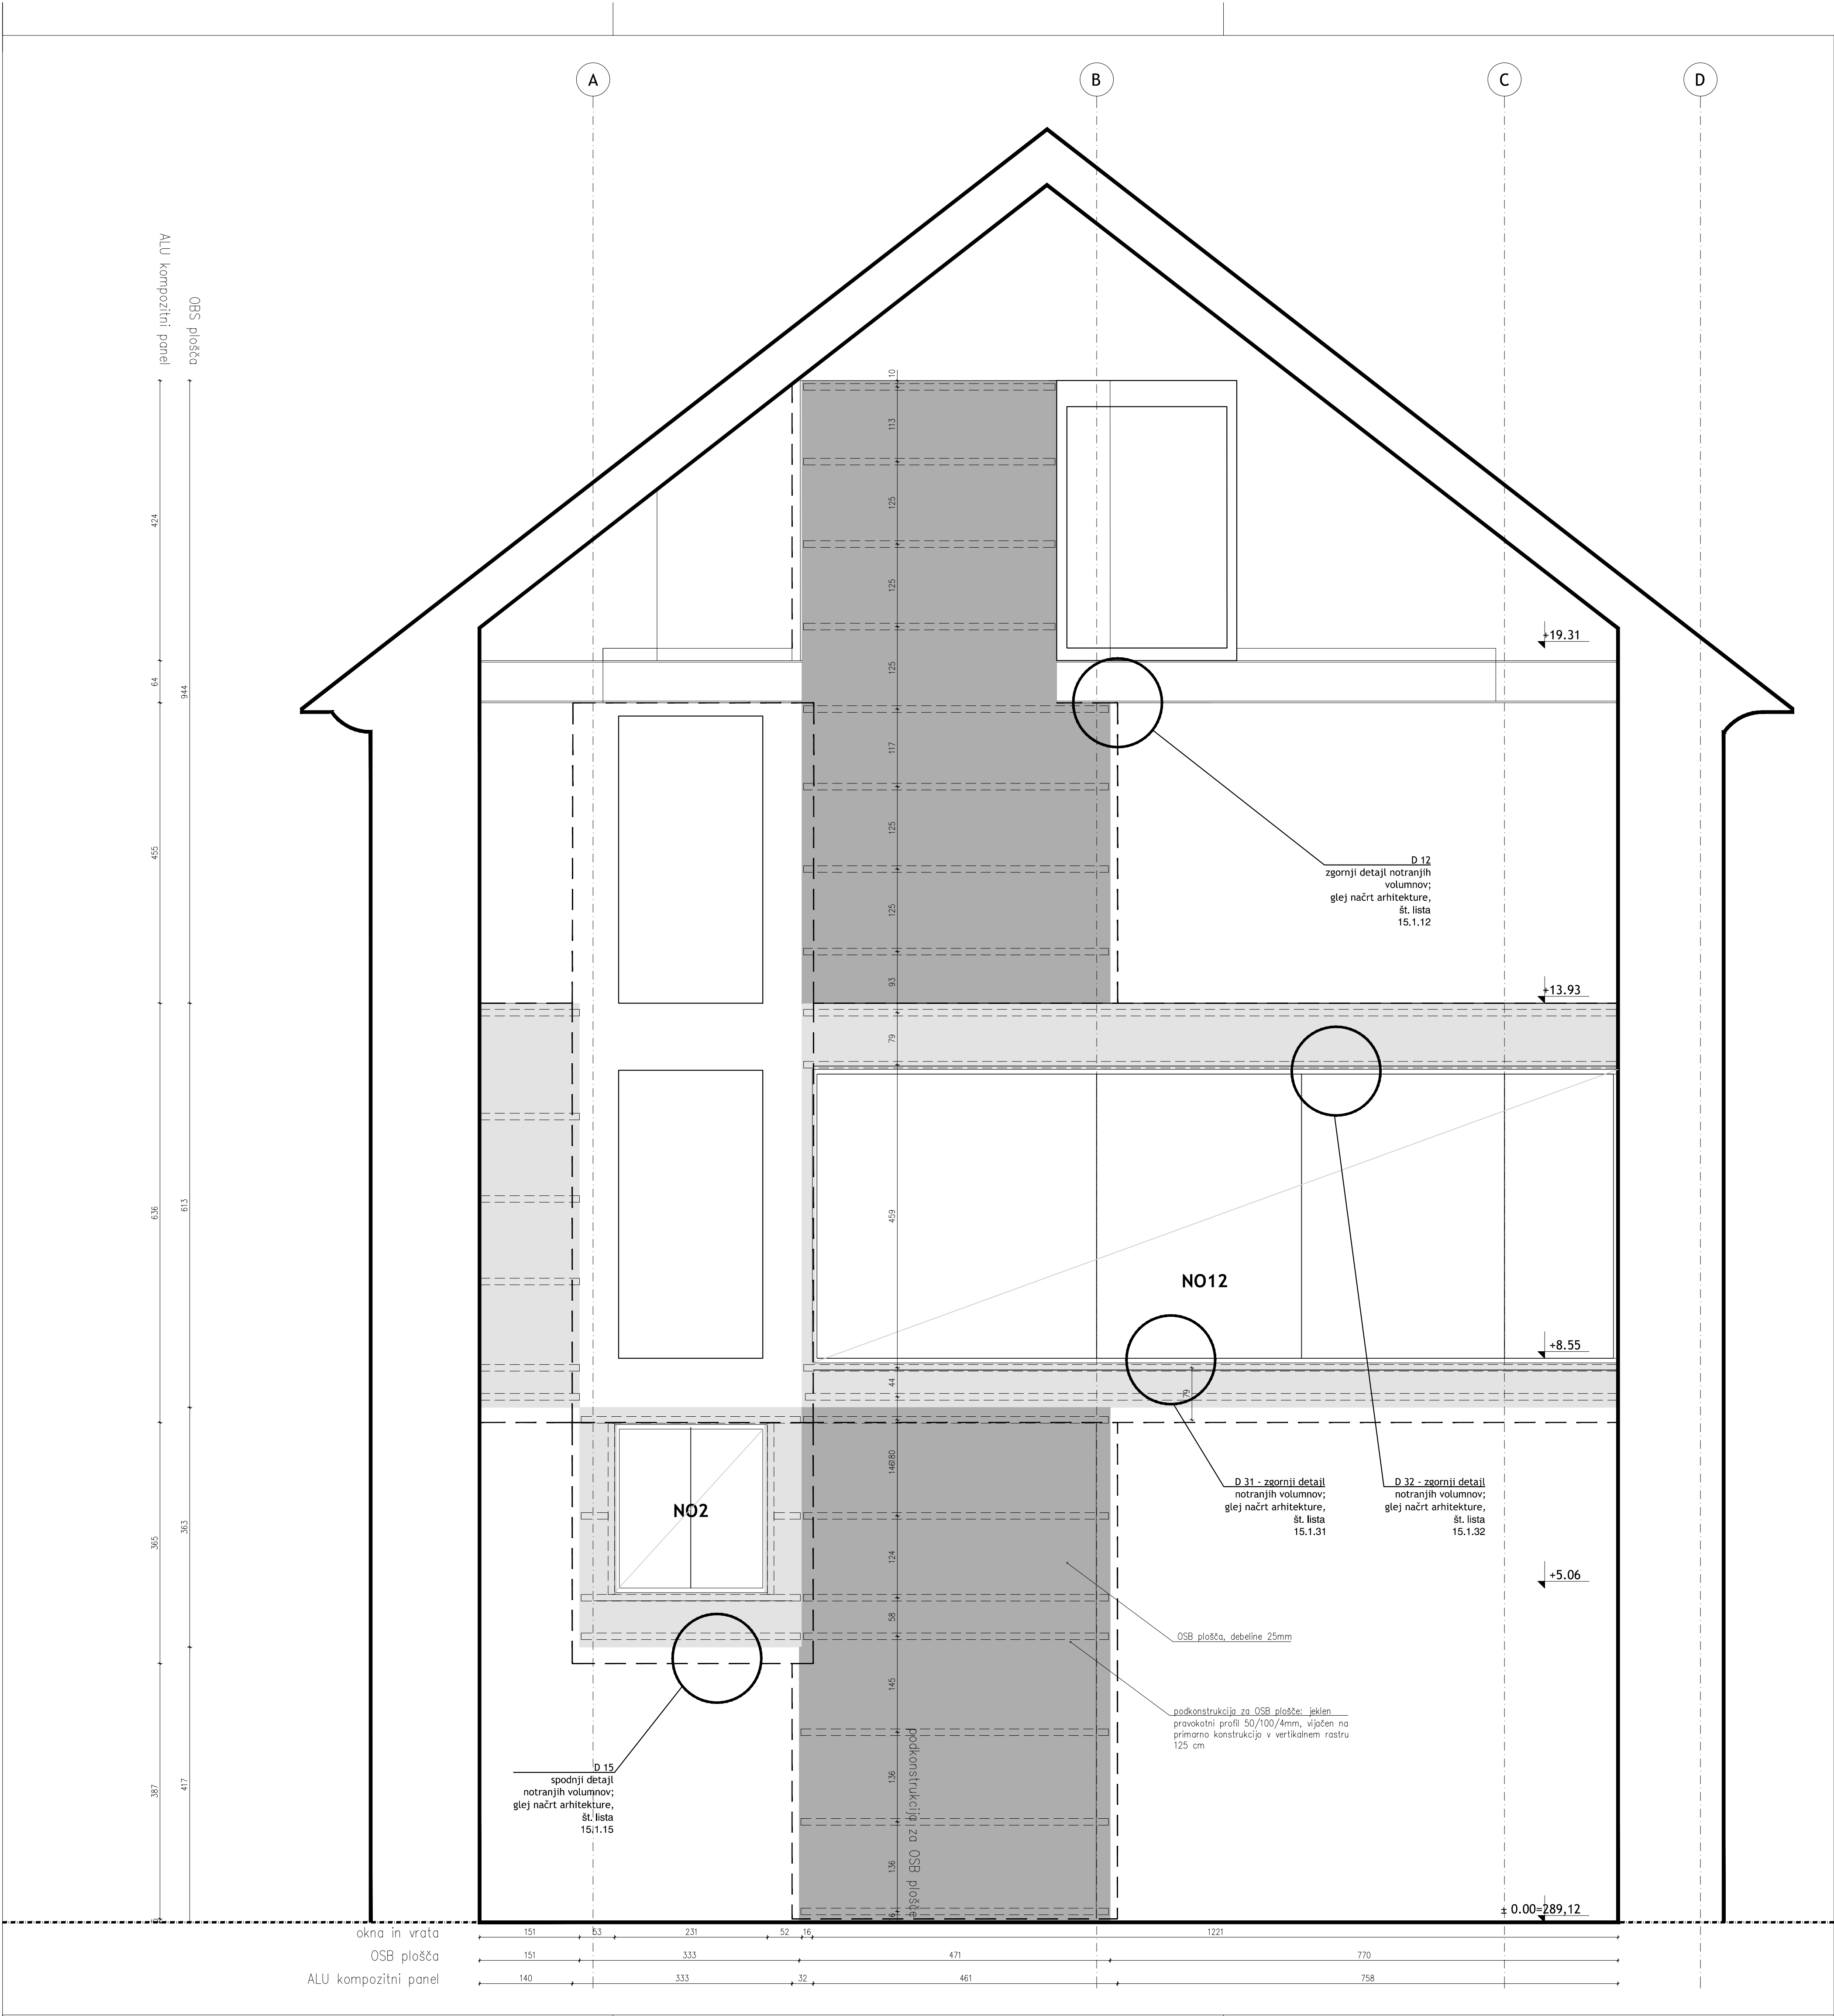 A
B
C
D
ALU kompozitni panel
OBS plošča
10
113
125
125
125
117
125
125
93
79
459
44
79
80
146
124
58
145
136
136
6
424
64
455
636
365
387
944
613
363
417
+19.31
+13.93
+8.55
+5.06
± 0.00=289,12
D 12
zgornji detajl notranjih
volumnov;
glej načrt arhitekture,
št. lista
15.1.12
NO12
NO2
D 31 - zgornji detajl
notranjih volumnov;
glej načrt arhitekture,
št. lista
15.1.31
D 32 - zgornji detajl
notranjih volumnov;
glej načrt arhitekture,
št. lista
15.1.32
OSB plošča, debeline 25mm
podkonstrukcija za OSB plošče: jeklen
pravokotni profil 50/100/4mm, vijačen na
primarno konstrukcijo v vertikalnem rastru
125 cm
podkonstrukcija za OSB plošče
D 15
spodnji detajl
notranjih volumnov;
glej načrt arhitekture,
št. lista
15.1.15
okna in vrata 151 53 231 52 16 1221
OSB plošča 151 333 471 770
ALU kompozitni panel 140 333 32 461 758